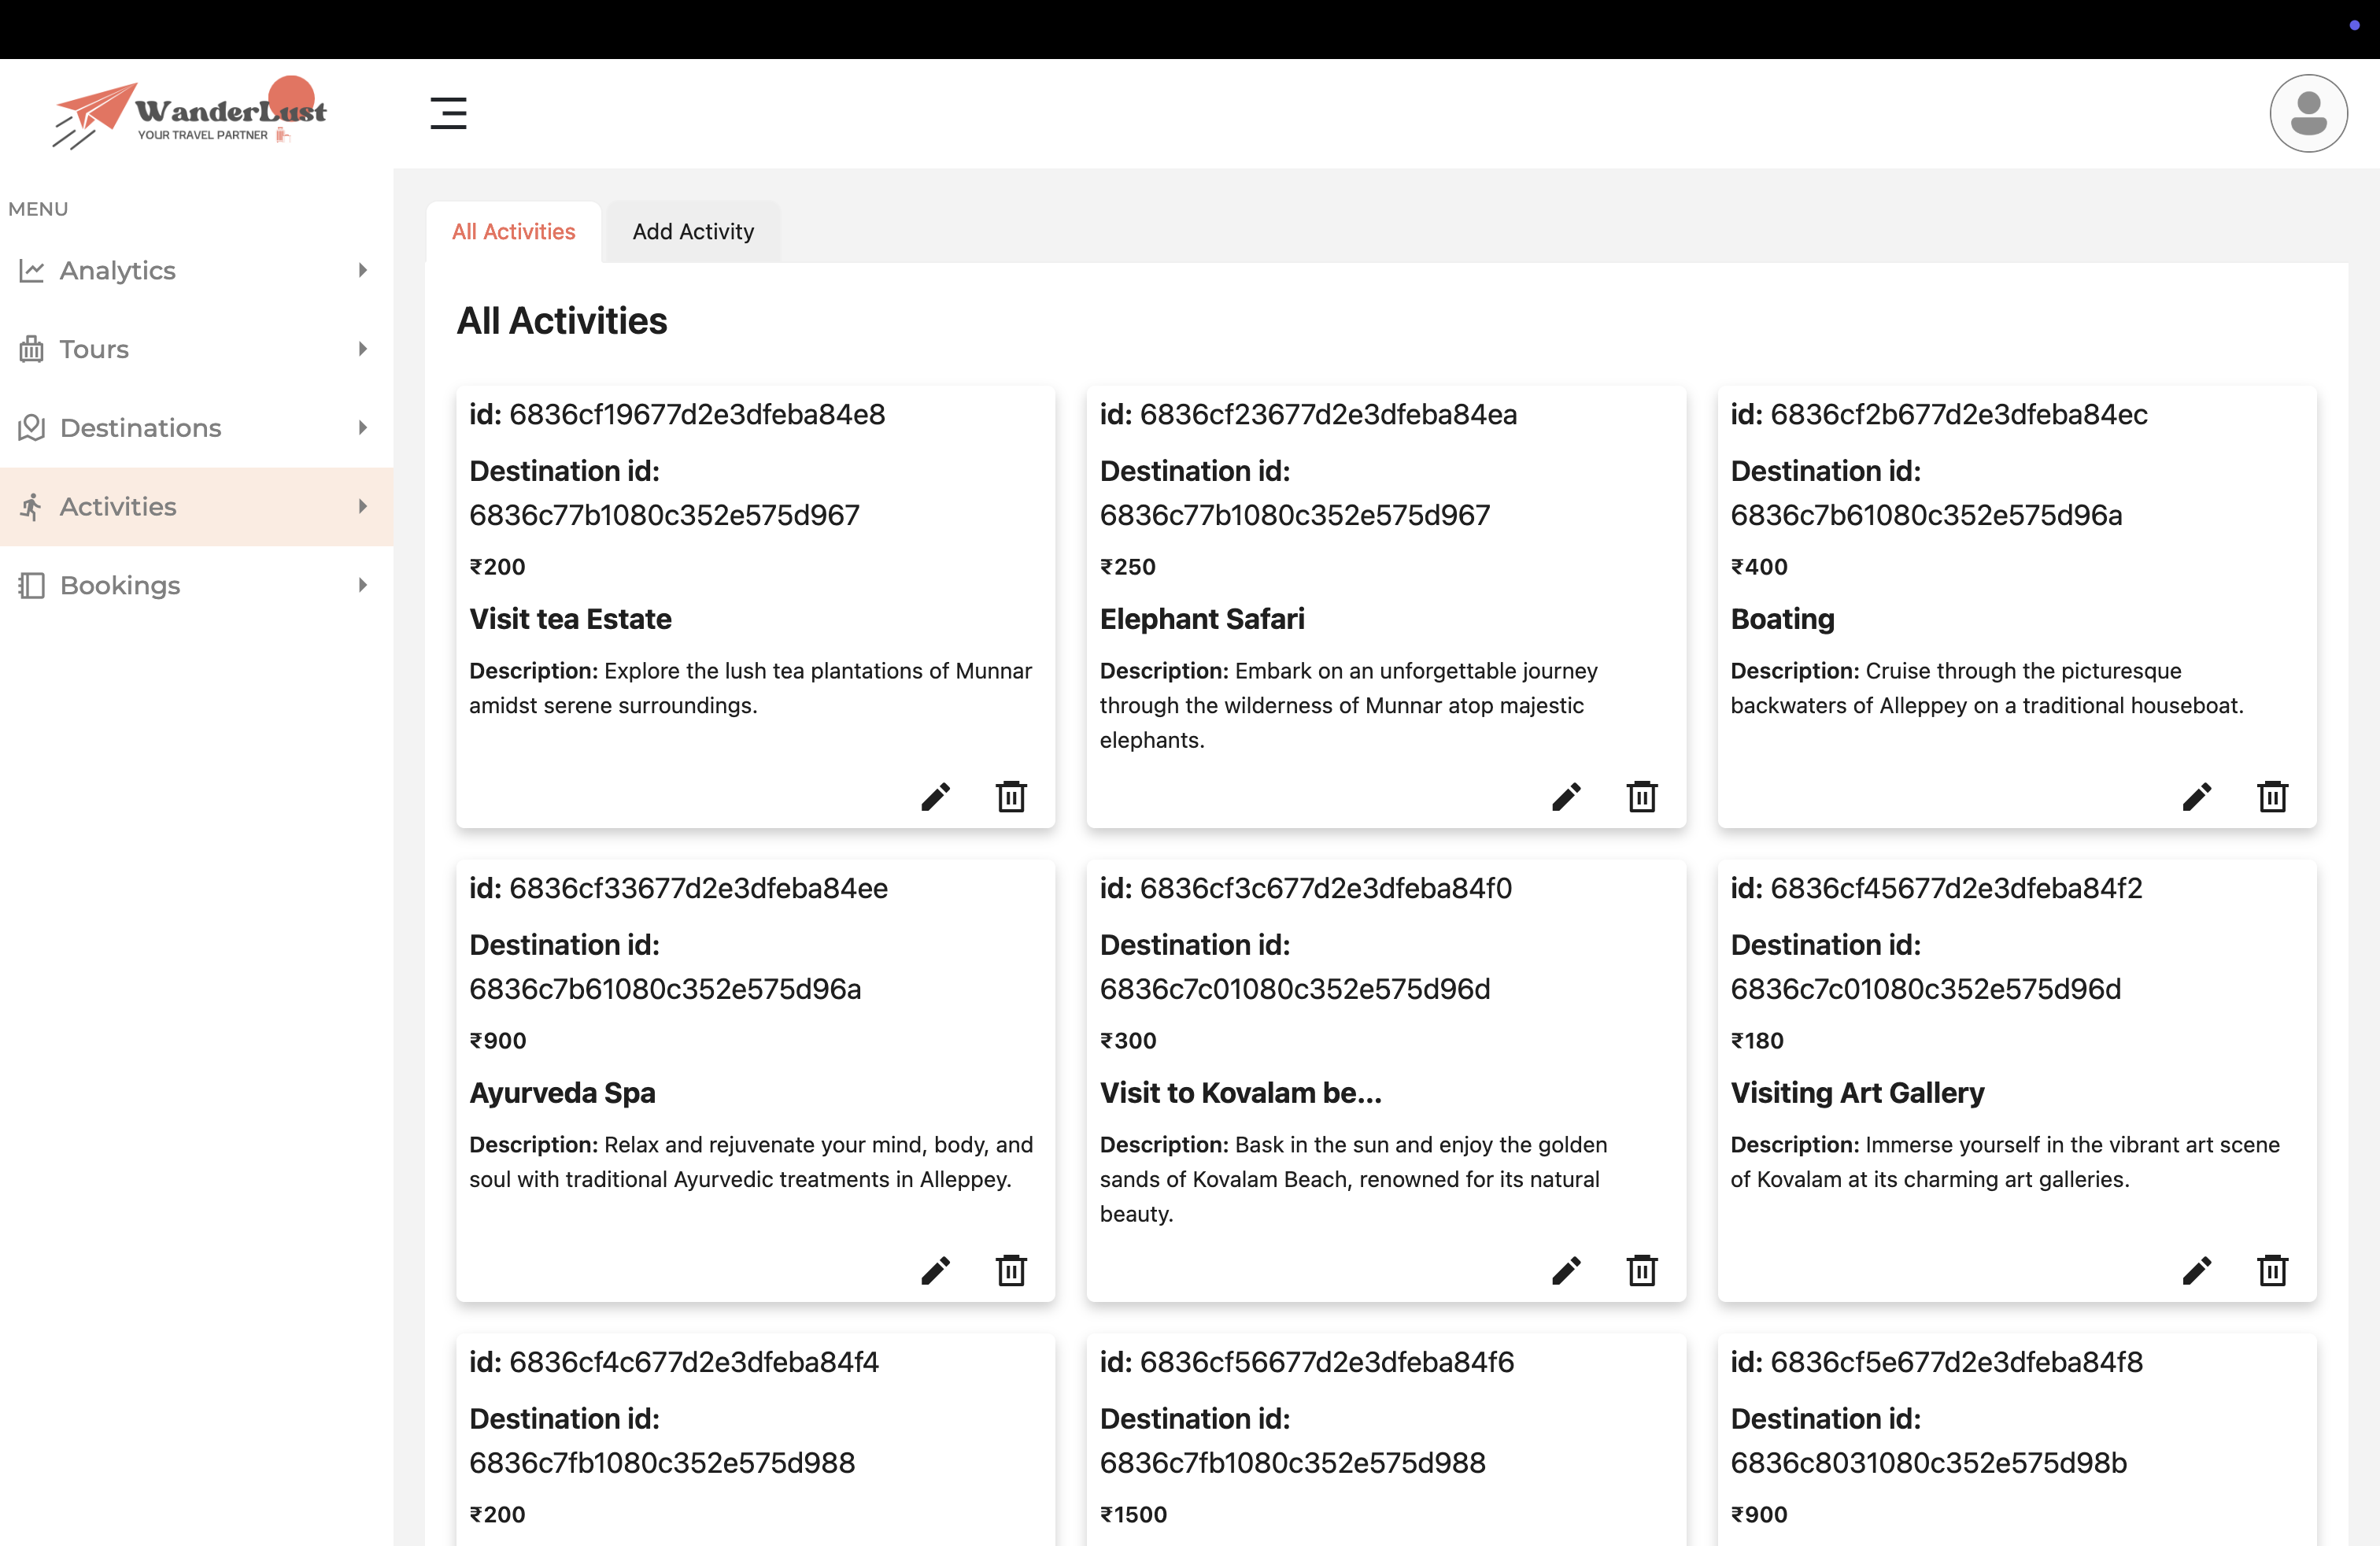 WanderLust
YOUR TRAVEL PARTNER
MENU
Analytics
Tours
Destinations
Activities
Bookings
All Activities
Add Activity
All Activities
id: 6836cf19677d2e3dfeba84e8
Destination id:
6836c77b1080c352e575d967
₹200
Visit tea Estate
Description: Explore the lush tea plantations of Munnar
amidst serene surroundings.
id: 6836cf23677d2e3dfeba84ea
Destination id:
6836c77b1080c352e575d967
₹250
Elephant Safari
Description: Embark on an unforgettable journey
through the wilderness of Munnar atop majestic
elephants.
id: 6836cf2b677d2e3dfeba84ec
Destination id:
6836c7b61080c352e575d96a
₹400
Boating
Description: Cruise through the picturesque
backwaters of Alleppey on a traditional houseboat.
id: 6836cf33677d2e3dfeba84ee
Destination id:
6836c7b61080c352e575d96a
₹900
Ayurveda Spa
Description: Relax and rejuvenate your mind, body, and
soul with traditional Ayurvedic treatments in Alleppey.
id: 6836cf3c677d2e3dfeba84f0
Destination id:
6836c7c01080c352e575d96d
₹300
Visit to Kovalam be...
Description: Bask in the sun and enjoy the golden
sands of Kovalam Beach, renowned for its natural
beauty.
id: 6836cf45677d2e3dfeba84f2
Destination id:
6836c7c01080c352e575d96d
₹180
Visiting Art Gallery
Description: Immerse yourself in the vibrant art scene
of Kovalam at its charming art galleries.
id: 6836cf4c677d2e3dfeba84f4
Destination id:
6836c7fb1080c352e575d988
₹200
id: 6836cf56677d2e3dfeba84f6
Destination id:
6836c7fb1080c352e575d988
₹1500
id: 6836cf5e677d2e3dfeba84f8
Destination id:
6836c8031080c352e575d98b
₹900